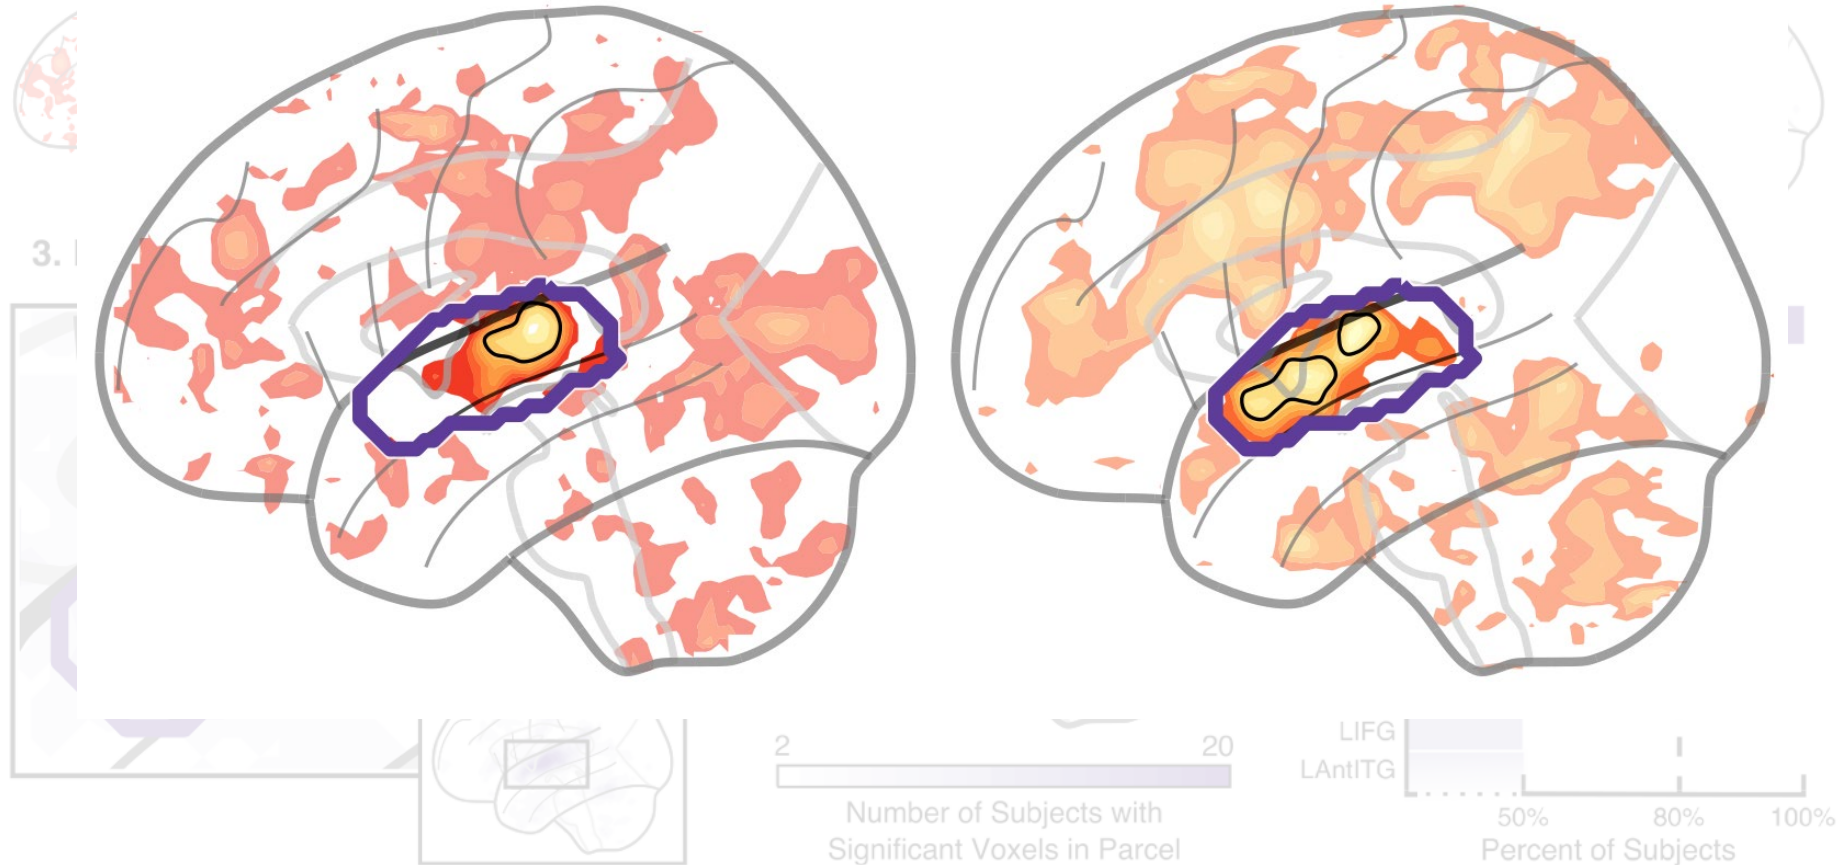 3.
2 20
Number of Subjects with
Significant Voxels in Parcel
LIFG
LAntITG
50% 80% 100%
Percent of Subjects